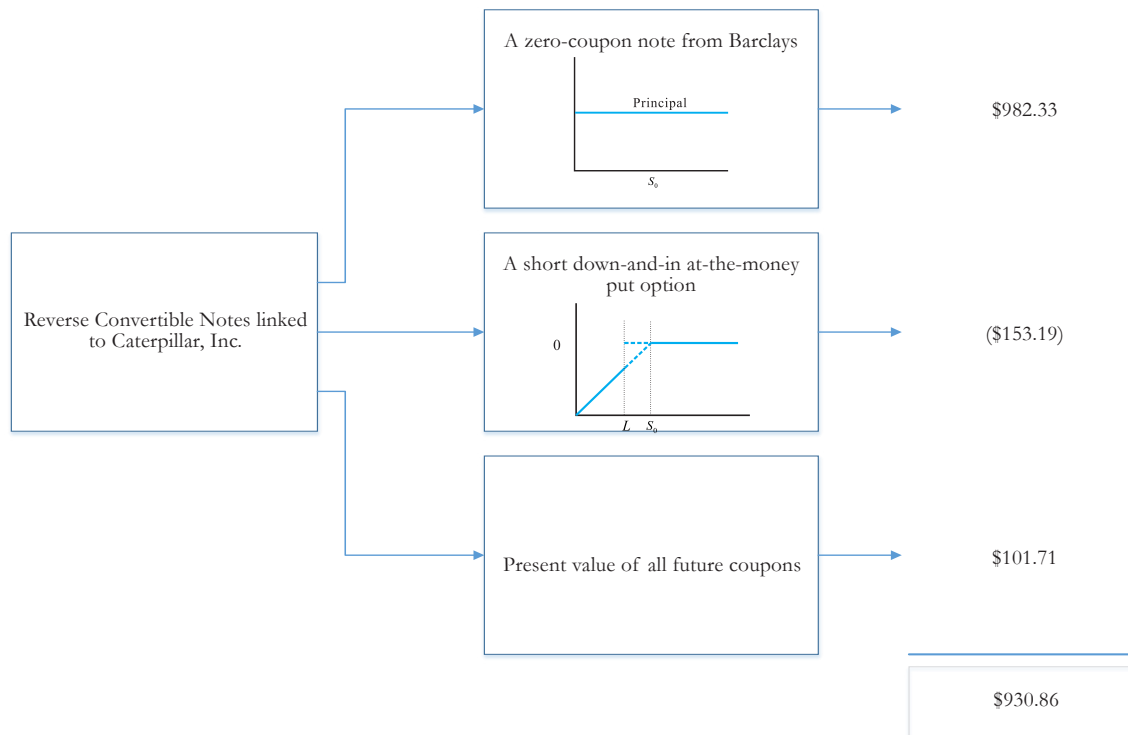 A zero-coupon note from Barclays
Principal
S₀
$982.33
Reverse Convertible Notes linked
to Caterpillar, Inc.
A short down-and-in at-the-money
put option
0
L S₀
($153.19)
Present value of all future coupons
$101.71
$930.86